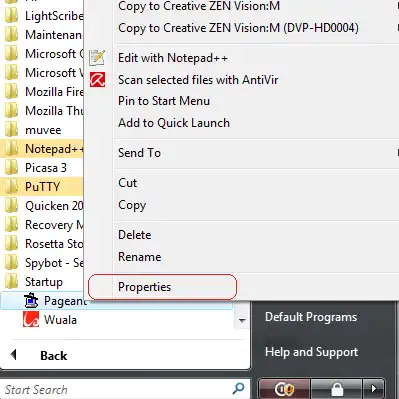 LightScribe
Maintenan
Microsoft C
Microsoft W
Mozilla Fire
Mozilla Thu
muvee
Notepad++
Picasa 3
PuTTY
Quicken 20
Recovery M
Rosetta Sto
Spybot - Se
Startup
Pageant
Wuala
Back
Start Search
Copy to Creative ZEN Vision:M
Copy to Creative ZEN Vision:M (DVP-HD0004)
Edit with Notepad++
Scan selected files with AntiVir
Pin to Start Menu
Add to Quick Launch
Send To
Cut
Copy
Delete
Rename
Properties
Default Programs
Help and Support